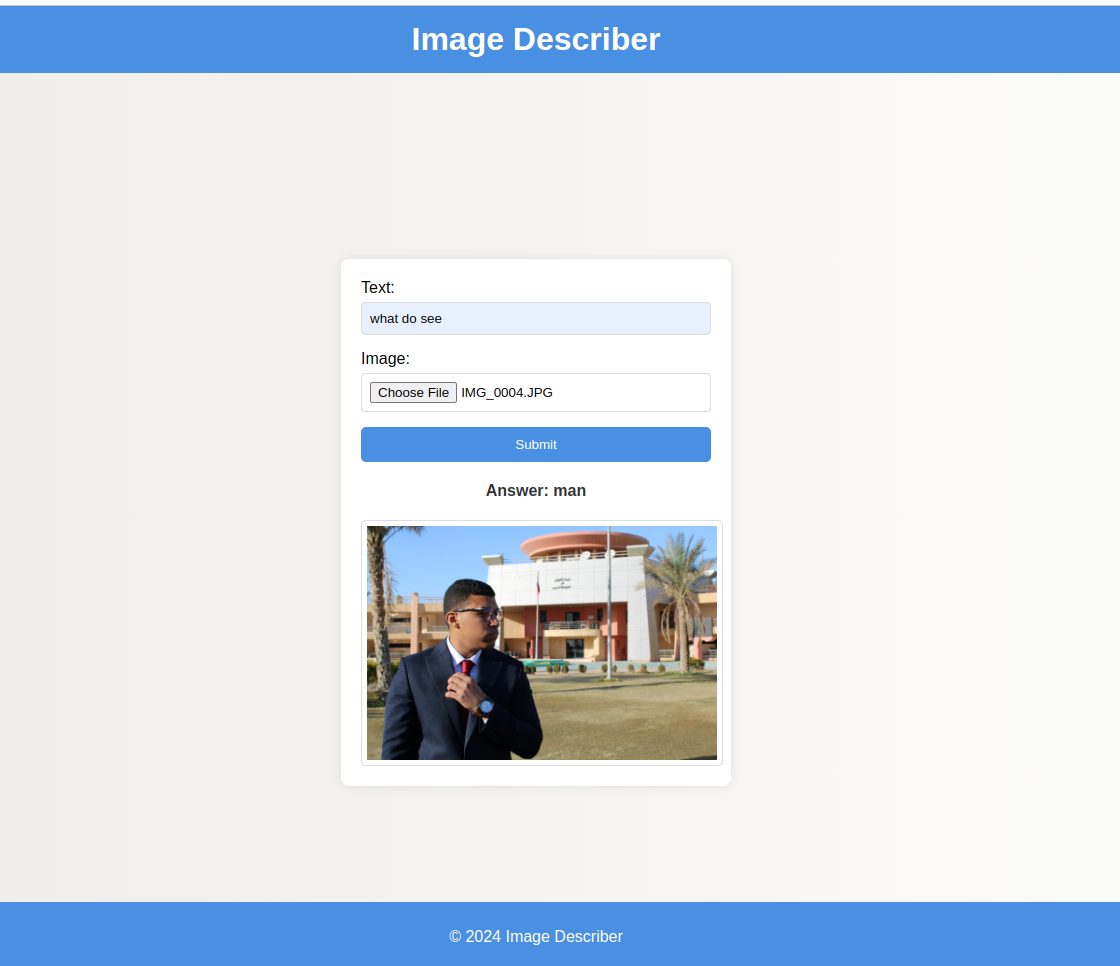 Image Describer
Text:
what do see
Image:
Choose File IMG_0004.JPG
Submit
Answer: man
© 2024 Image Describer